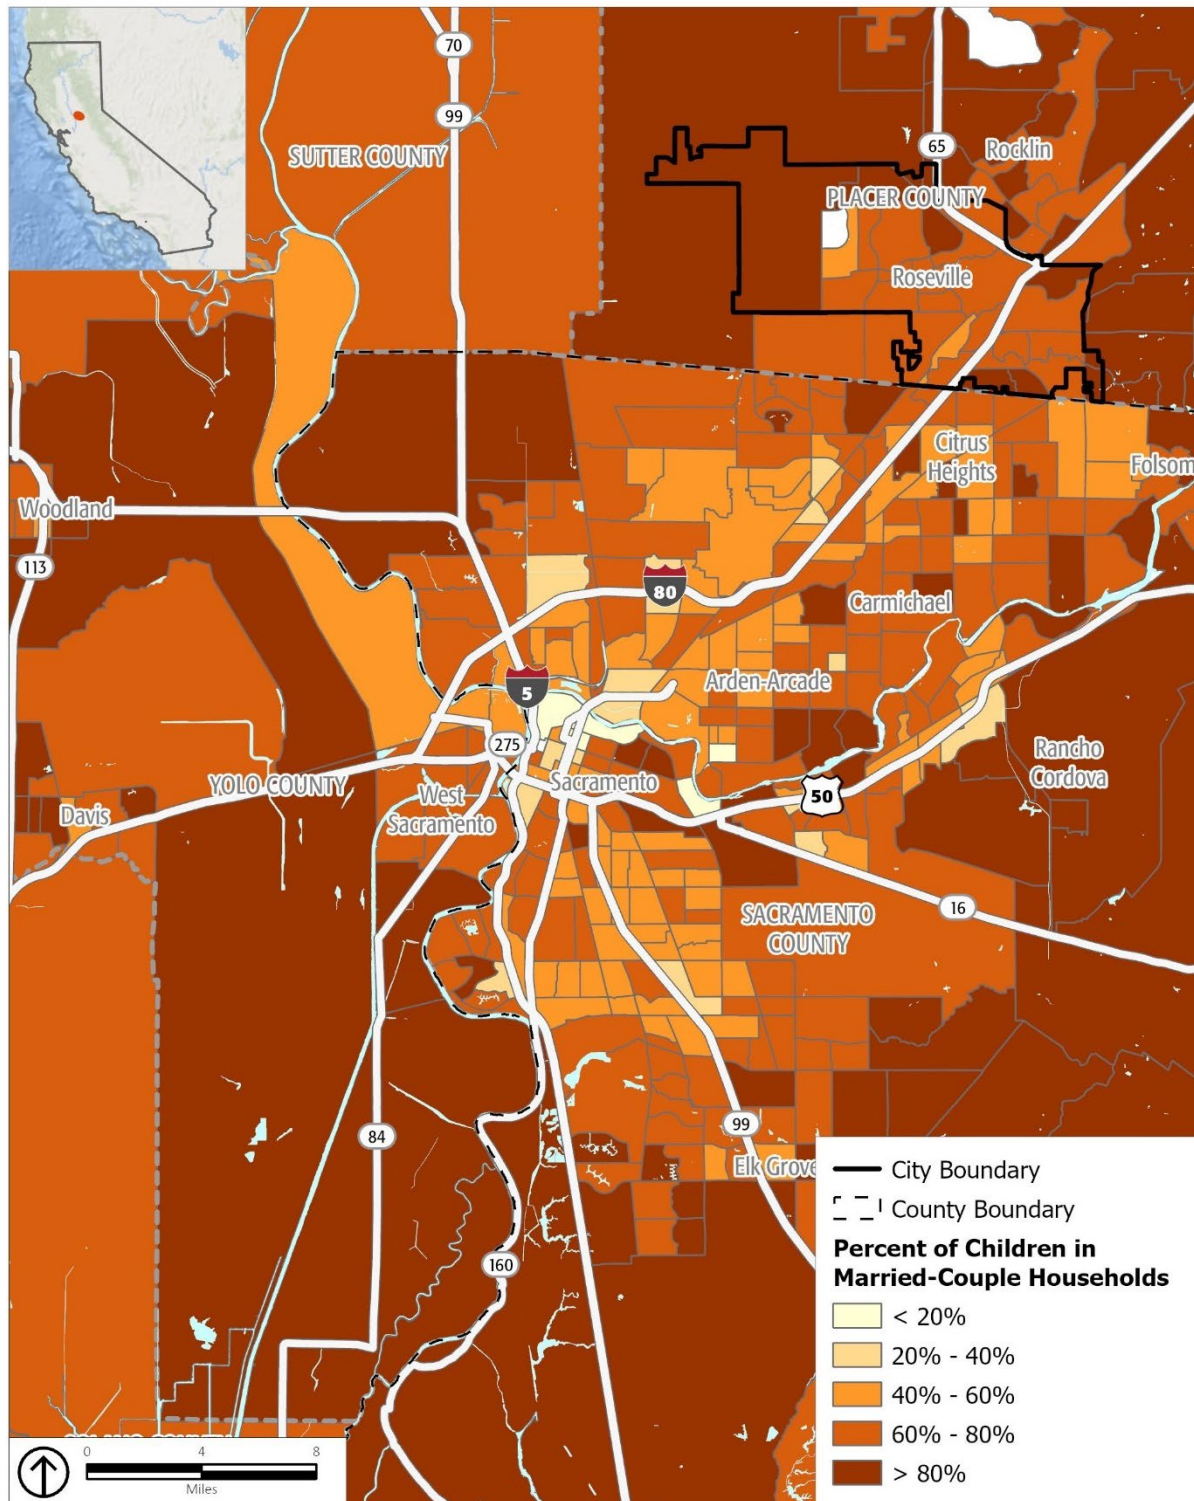 70
99
SUTTER COUNTY
65
Rocklin
PLACER COUNTY
Roseville
Citrus
Heights
Folsom
Woodland
113
80
Carmichael
5
Arden-Arcade
275
Rancho
Cordova
YOLO COUNTY
West
Sacramento
Sacramento
50
Davis
SACRAMENTO
COUNTY
16
84
99
Elk Grove
160
City Boundary
County Boundary
Percent of Children in
Married-Couple Households
< 20%
20% - 40%
40% - 60%
60% - 80%
> 80%
0 4 8
Miles